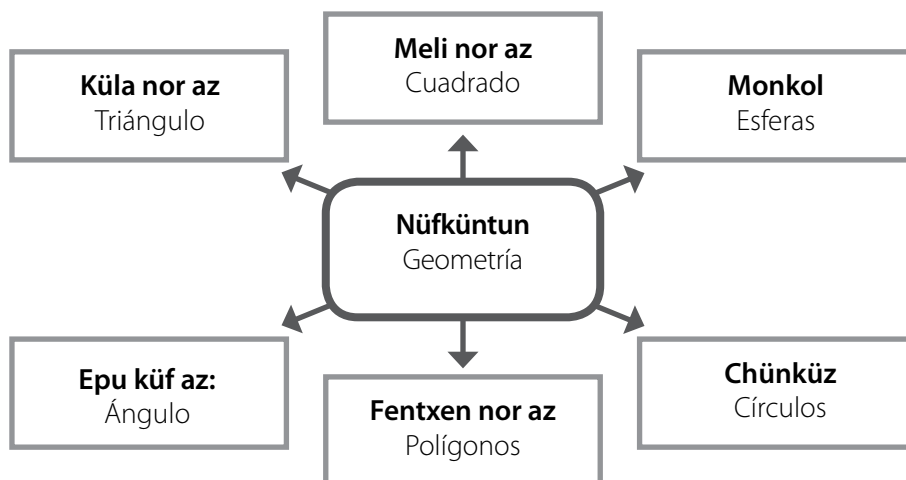 Meli nor az
Cuadrado
Küla nor az
Triángulo
Monkol
Esferas
Nüfküntun
Geometría
Epu küf az:
Ángulo
Fentxen nor az
Polígonos
Chünküz
Círculos